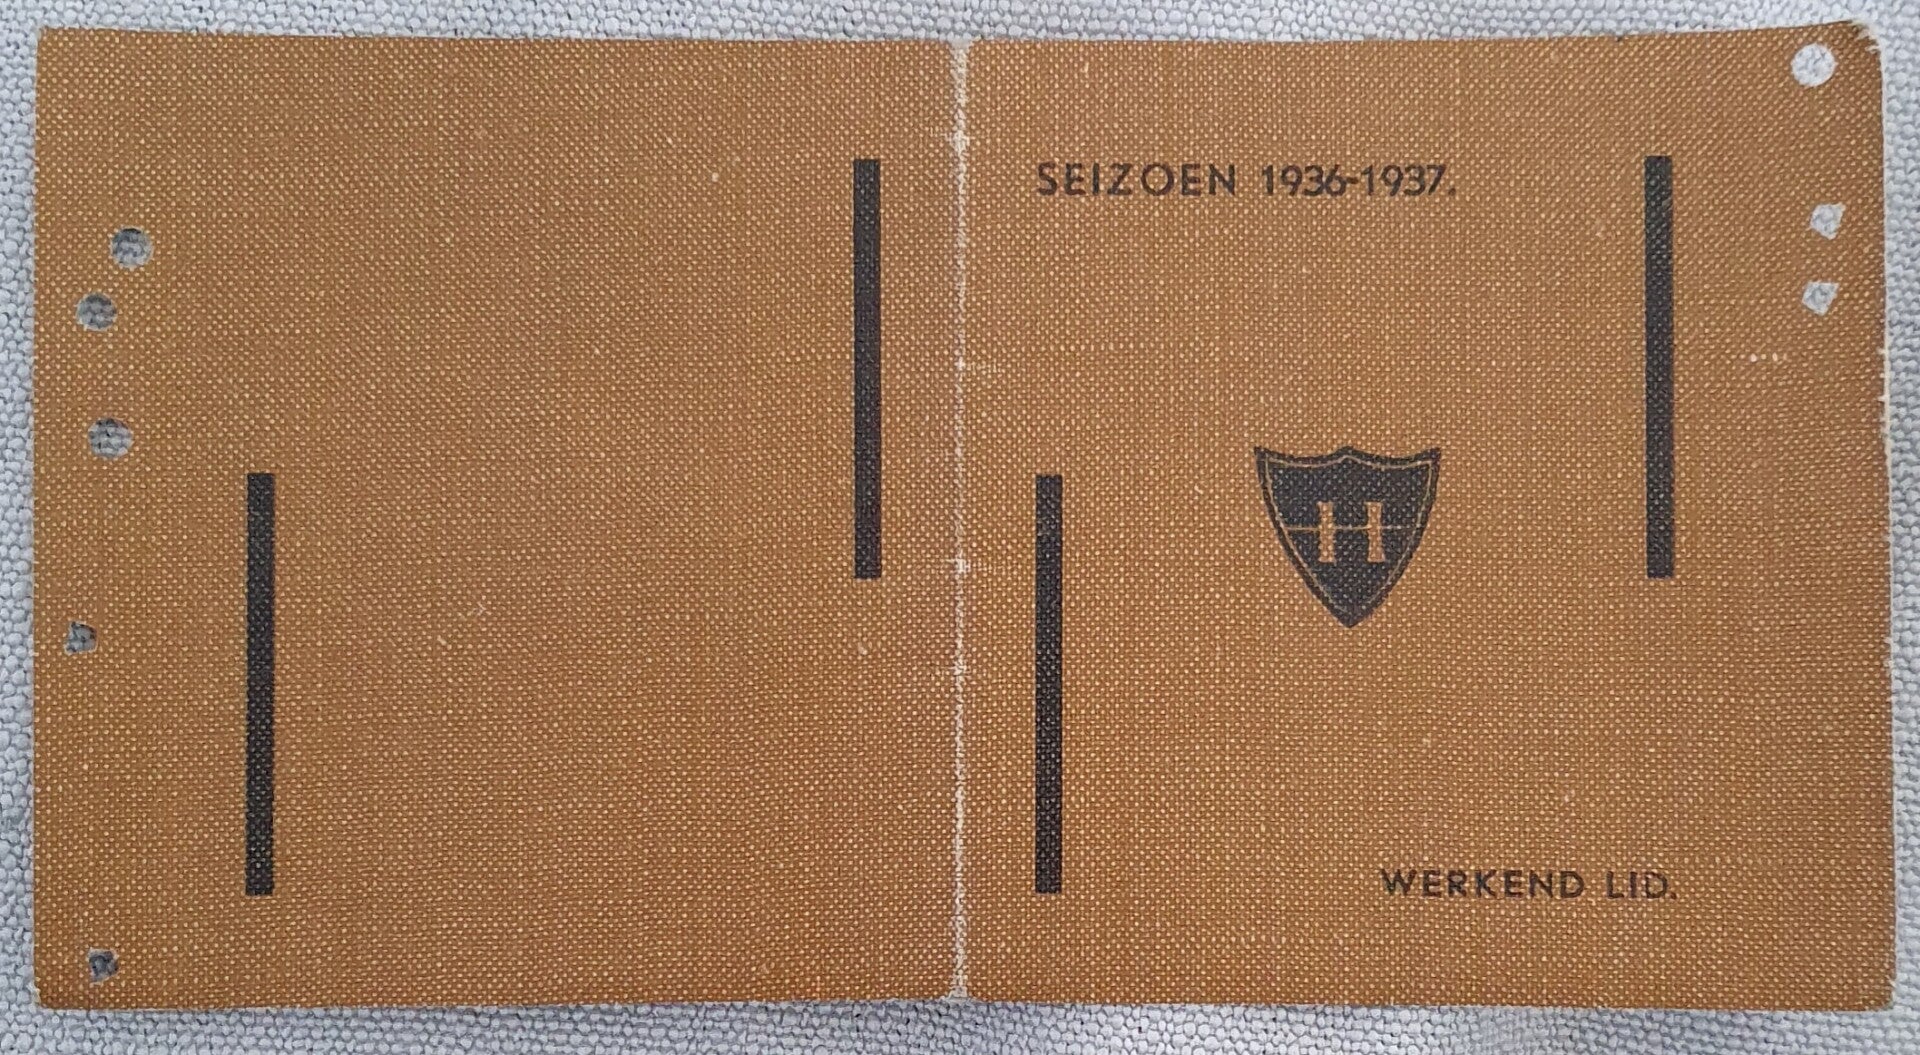 SEIZOEN 1936-1937.
H
WERKEND LID.